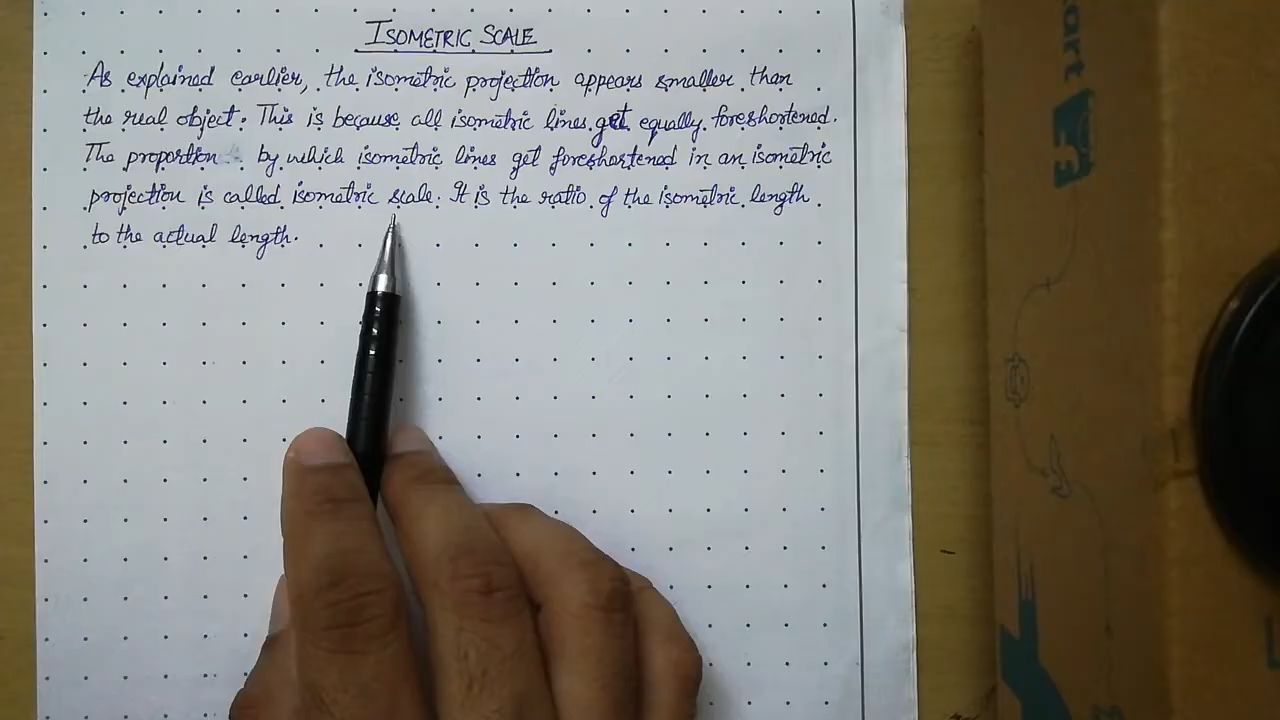 ISOMETRIC SCALE
As explained earlier, the isometric projection appears smaller than
the real object. This is because all isometric lines get equally foreshortened.
The proportion by which isometric lines get foreshortened in an isometric
projection is called isometric scale. It is the ratio of the isometric length
to the actual length.
art